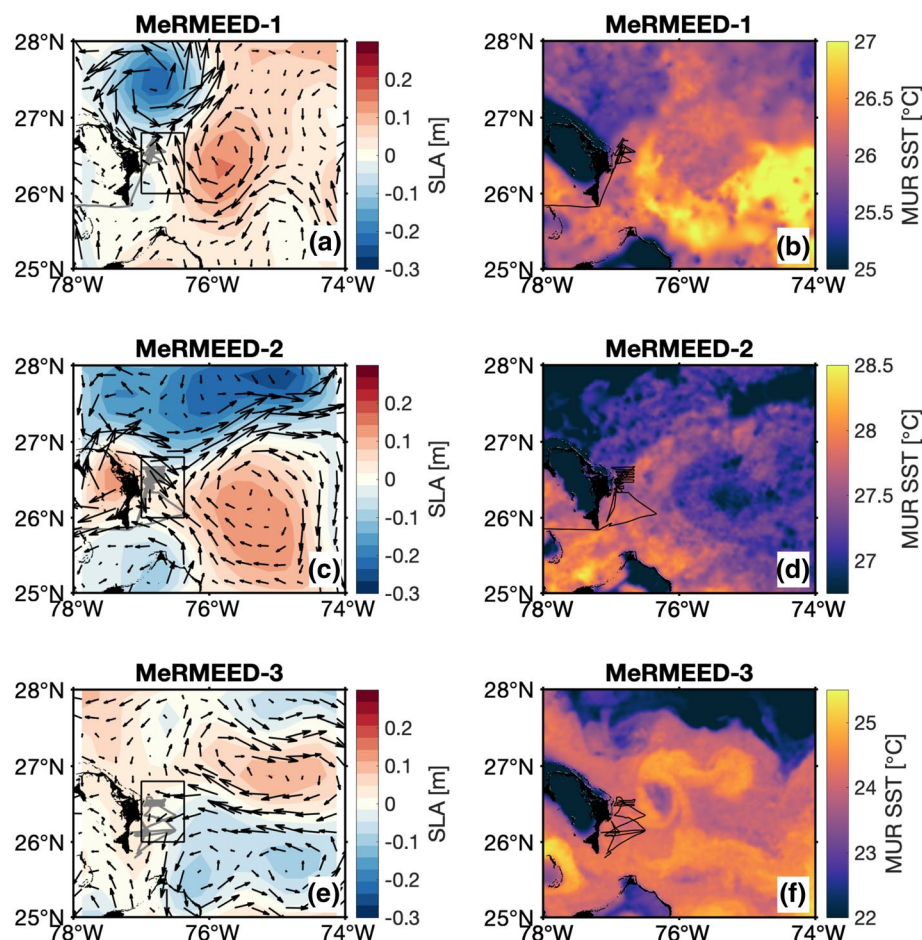 MeRMEED-1
28°N
27°N
26°N
25°N
78°W 76°W 74°W
(a)
0.2
0.1
0
-0.1
-0.2
-0.3
SLA [m]
MeRMEED-1
28°N
27°N
26°N
25°N
78°W 76°W 74°W
(b)
27
26.5
26
25.5
25
MUR SST [°C]
MeRMEED-2
28°N
27°N
26°N
25°N
78°W 76°W 74°W
(c)
0.2
0.1
0
-0.1
-0.2
-0.3
SLA [m]
MeRMEED-2
28°N
27°N
26°N
25°N
78°W 76°W 74°W
(d)
28.5
28
27.5
27
MUR SST [°C]
MeRMEED-3
28°N
27°N
26°N
25°N
78°W 76°W 74°W
(e)
0.2
0.1
0
-0.1
-0.2
-0.3
SLA [m]
MeRMEED-3
28°N
27°N
26°N
25°N
78°W 76°W 74°W
(f)
25
24
23
22
MUR SST [°C]